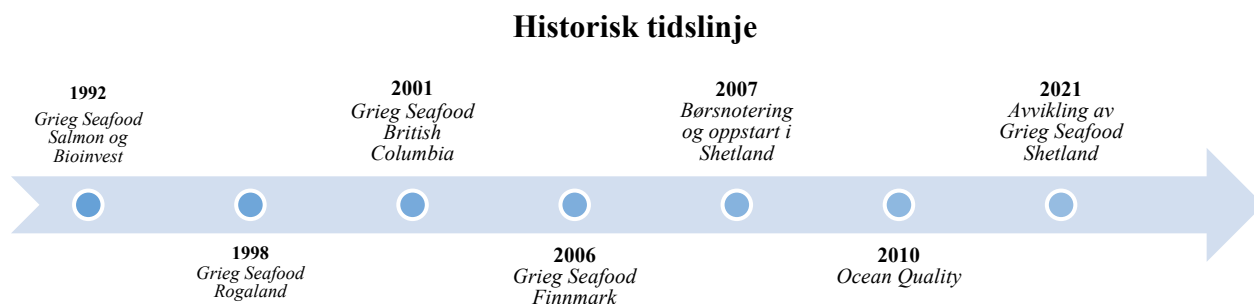 Historisk tidslinje
1992
Grieg Seafood
Salmon og
Bioinvest
1998
Grieg Seafood
Rogaland
2001
Grieg Seafood
British
Columbia
2006
Grieg Seafood
Finnmark
2007
Børsnotering
og oppstart i
Shetland
2010
Ocean Quality
2021
Avvikling av
Grieg Seafood
Shetland